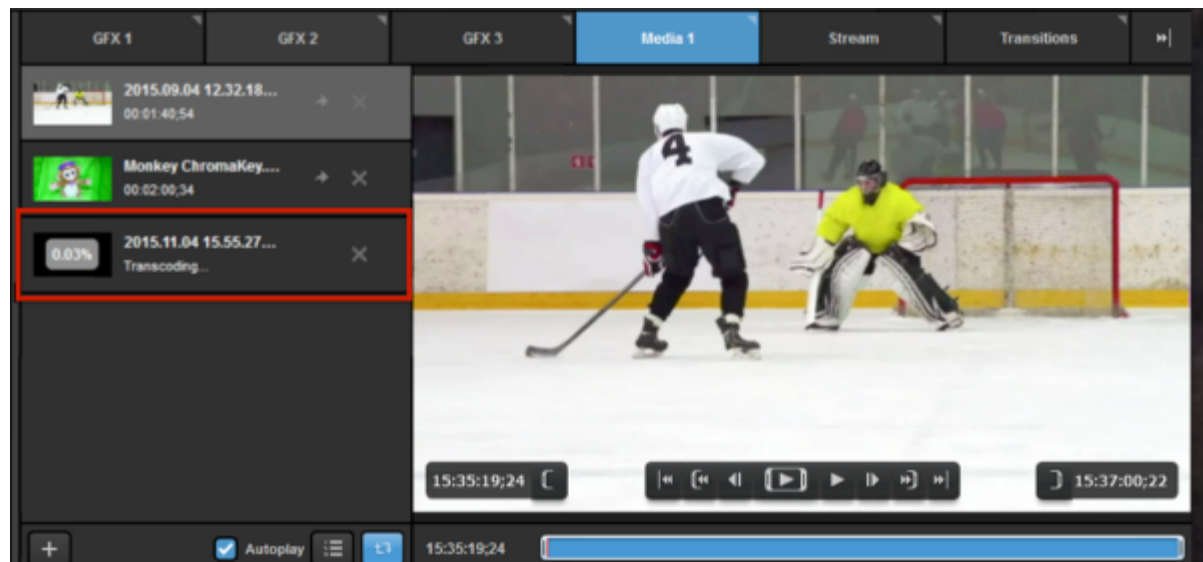 GFX 1 GFX 2 GFX 3 Media 1 Stream Transitions
2015.09.04 12.32.18...
00:01:40;54
Monkey ChromaKey....
00:02:00;34
0.03%
2015.11.04 15.55.27...
Transcoding...
4
15:35:19;24 15:37:00;22
Autoplay 15:35:19;24